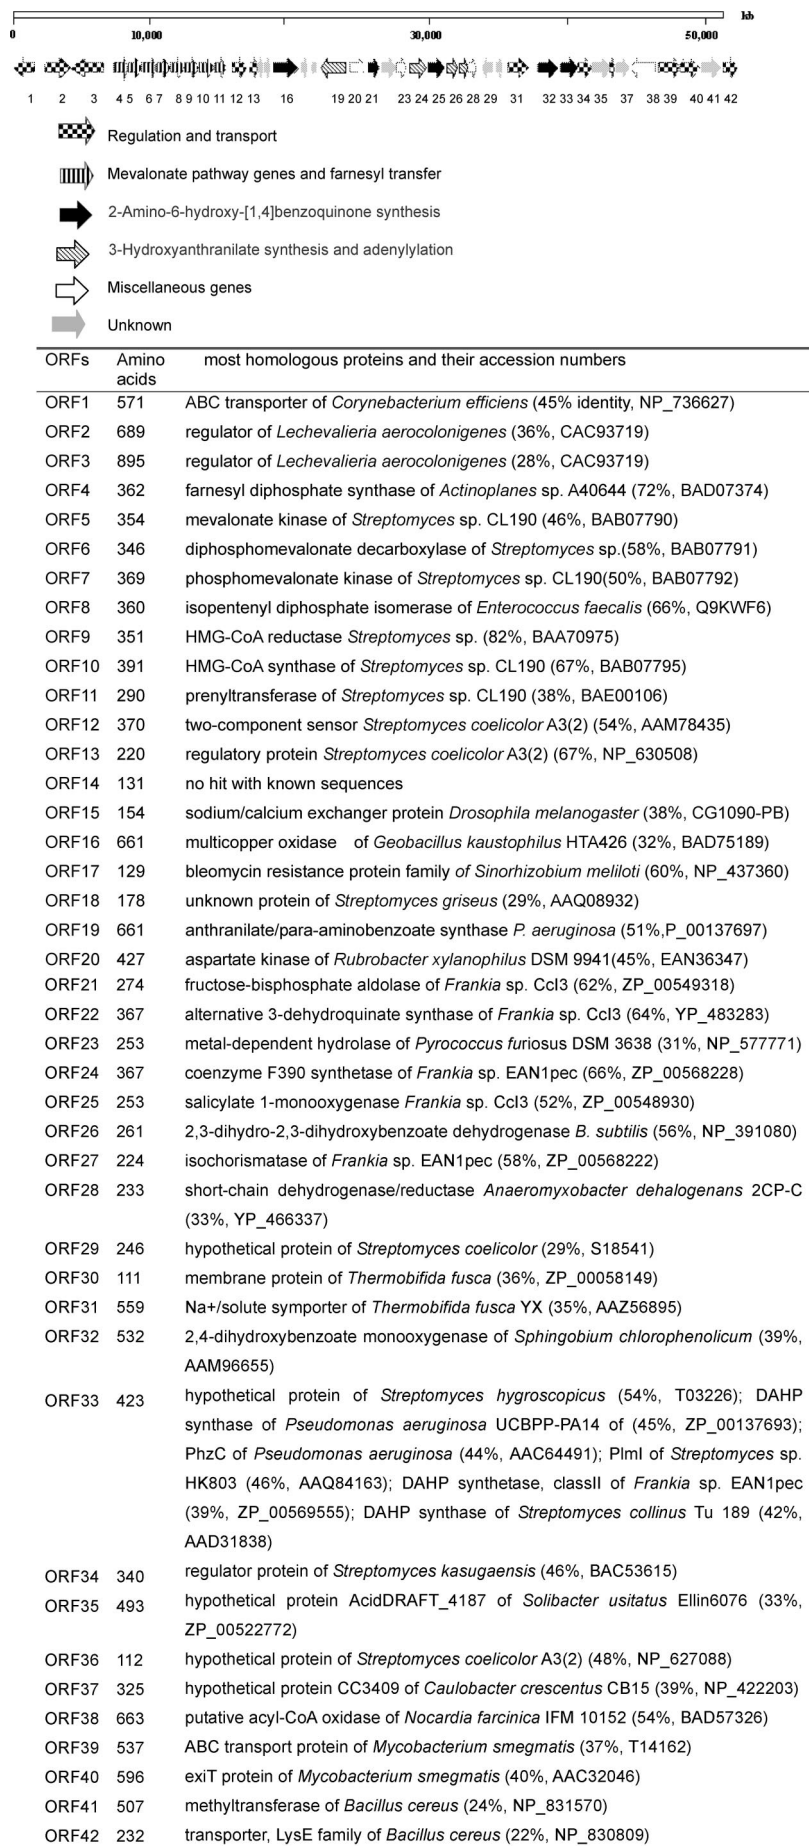 kb
0 10,000 30,000 50,000
1 2 3 4 5 6 7 8 9 10 11 12 13 16 19 20 21 23 24 25 26 28 29 31 32 33 34 35 37 38 39 40 41 42
Regulation and transport
Mevalonate pathway genes and farnesyl transfer
2-Amino-6-hydroxy-[1,4]benzoquinone synthesis
3-Hydroxyanthranilate synthesis and adenylylation
Miscellaneous genes
Unknown
ORFs Amino acids most homologous proteins and their accession numbers
ORF1 571 ABC transporter of Corynebacterium efficiens (45% identity, NP_736627)
ORF2 689 regulator of Lechevalieria aerocolonigenes (36%, CAC93719)
ORF3 895 regulator of Lechevalieria aerocolonigenes (28%, CAC93719)
ORF4 362 farnesyl diphosphate synthase of Actinoplanes sp. A40644 (72%, BAD07374)
ORF5 354 mevalonate kinase of Streptomyces sp. CL190 (46%, BAB07790)
ORF6 346 diphosphomevalonate decarboxylase of Streptomyces sp.(58%, BAB07791)
ORF7 369 phosphomevalonate kinase of Streptomyces sp. CL190(50%, BAB07792)
ORF8 360 isopentenyl diphosphate isomerase of Enterococcus faecalis (66%, Q9KWF6)
ORF9 351 HMG-CoA reductase Streptomyces sp. (82%, BAA70975)
ORF10 391 HMG-CoA synthase of Streptomyces sp. CL190 (67%, BAB07795)
ORF11 290 prenyltransferase of Streptomyces sp. CL190 (38%, BAE00106)
ORF12 370 two-component sensor Streptomyces coelicolor A3(2) (54%, AAM78435)
ORF13 220 regulatory protein Streptomyces coelicolor A3(2) (67%, NP_630508)
ORF14 131 no hit with known sequences
ORF15 154 sodium/calcium exchanger protein Drosophila melanogaster (38%, CG1090-PB)
ORF16 661 multicopper oxidase of Geobacillus kaustophilus HTA426 (32%, BAD75189)
ORF17 129 bleomycin resistance protein family of Sinorhizobium meliloti (60%, NP_437360)
ORF18 178 unknown protein of Streptomyces griseus (29%, AAQ08932)
ORF19 661 anthranilate/para-aminobenzoate synthase P. aeruginosa (51%,P_00137697)
ORF20 427 aspartate kinase of Rubrobacter xylanophilus DSM 9941(45%, EAN36347)
ORF21 274 fructose-bisphosphate aldolase of Frankia sp. CcI3 (62%, ZP_00549318)
ORF22 367 alternative 3-dehydroquinate synthase of Frankia sp. CcI3 (64%, YP_483283)
ORF23 253 metal-dependent hydrolase of Pyrococcus furiosus DSM 3638 (31%, NP_577771)
ORF24 367 coenzyme F390 synthetase of Frankia sp. EAN1pec (66%, ZP_00568228)
ORF25 253 salicylate 1-monooxygenase Frankia sp. CcI3 (52%, ZP_00548930)
ORF26 261 2,3-dihydro-2,3-dihydroxybenzoate dehydrogenase B. subtilis (56%, NP_391080)
ORF27 224 isochorismatase of Frankia sp. EAN1pec (58%, ZP_00568222)
ORF28 233 short-chain dehydrogenase/reductase Anaeromyxobacter dehalogenans 2CP-C
(33%, YP_466337)
ORF29 246 hypothetical protein of Streptomyces coelicolor (29%, S18541)
ORF30 111 membrane protein of Thermobifida fusca (36%, ZP_00058149)
ORF31 559 Na+/solute symporter of Thermobifida fusca YX (35%, AAZ56895)
ORF32 532 2,4-dihydroxybenzoate monooxygenase of Sphingobium chlorophenolicum (39%,
AAM96655)
ORF33 423 hypothetical protein of Streptomyces hygroscopicus (54%, T03226); DAHP
synthase of Pseudomonas aeruginosa UCBPP-PA14 of (45%, ZP_00137693);
PhzC of Pseudomonas aeruginosa (44%, AAC64491); PlmI of Streptomyces sp.
HK803 (46%, AAQ84163); DAHP synthetase, classII of Frankia sp. EAN1pec
(39%, ZP_00569555); DAHP synthase of Streptomyces collinus Tu 189 (42%,
AAD31838)
ORF34 340 regulator protein of Streptomyces kasugaensis (46%, BAC53615)
ORF35 493 hypothetical protein AcidDRAFT_4187 of Solibacter usitatus Ellin6076 (33%,
ZP_00522772)
ORF36 112 hypothetical protein of Streptomyces coelicolor A3(2) (48%, NP_627088)
ORF37 325 hypothetical protein CC3409 of Caulobacter crescentus CB15 (39%, NP_422203)
ORF38 663 putative acyl-CoA oxidase of Nocardia farcinica IFM 10152 (54%, BAD57326)
ORF39 537 ABC transport protein of Mycobacterium smegmatis (37%, T14162)
ORF40 596 exiT protein of Mycobacterium smegmatis (40%, AAC32046)
ORF41 507 methyltransferase of Bacillus cereus (24%, NP_831570)
ORF42 232 transporter, LysE family of Bacillus cereus (22%, NP_830809)